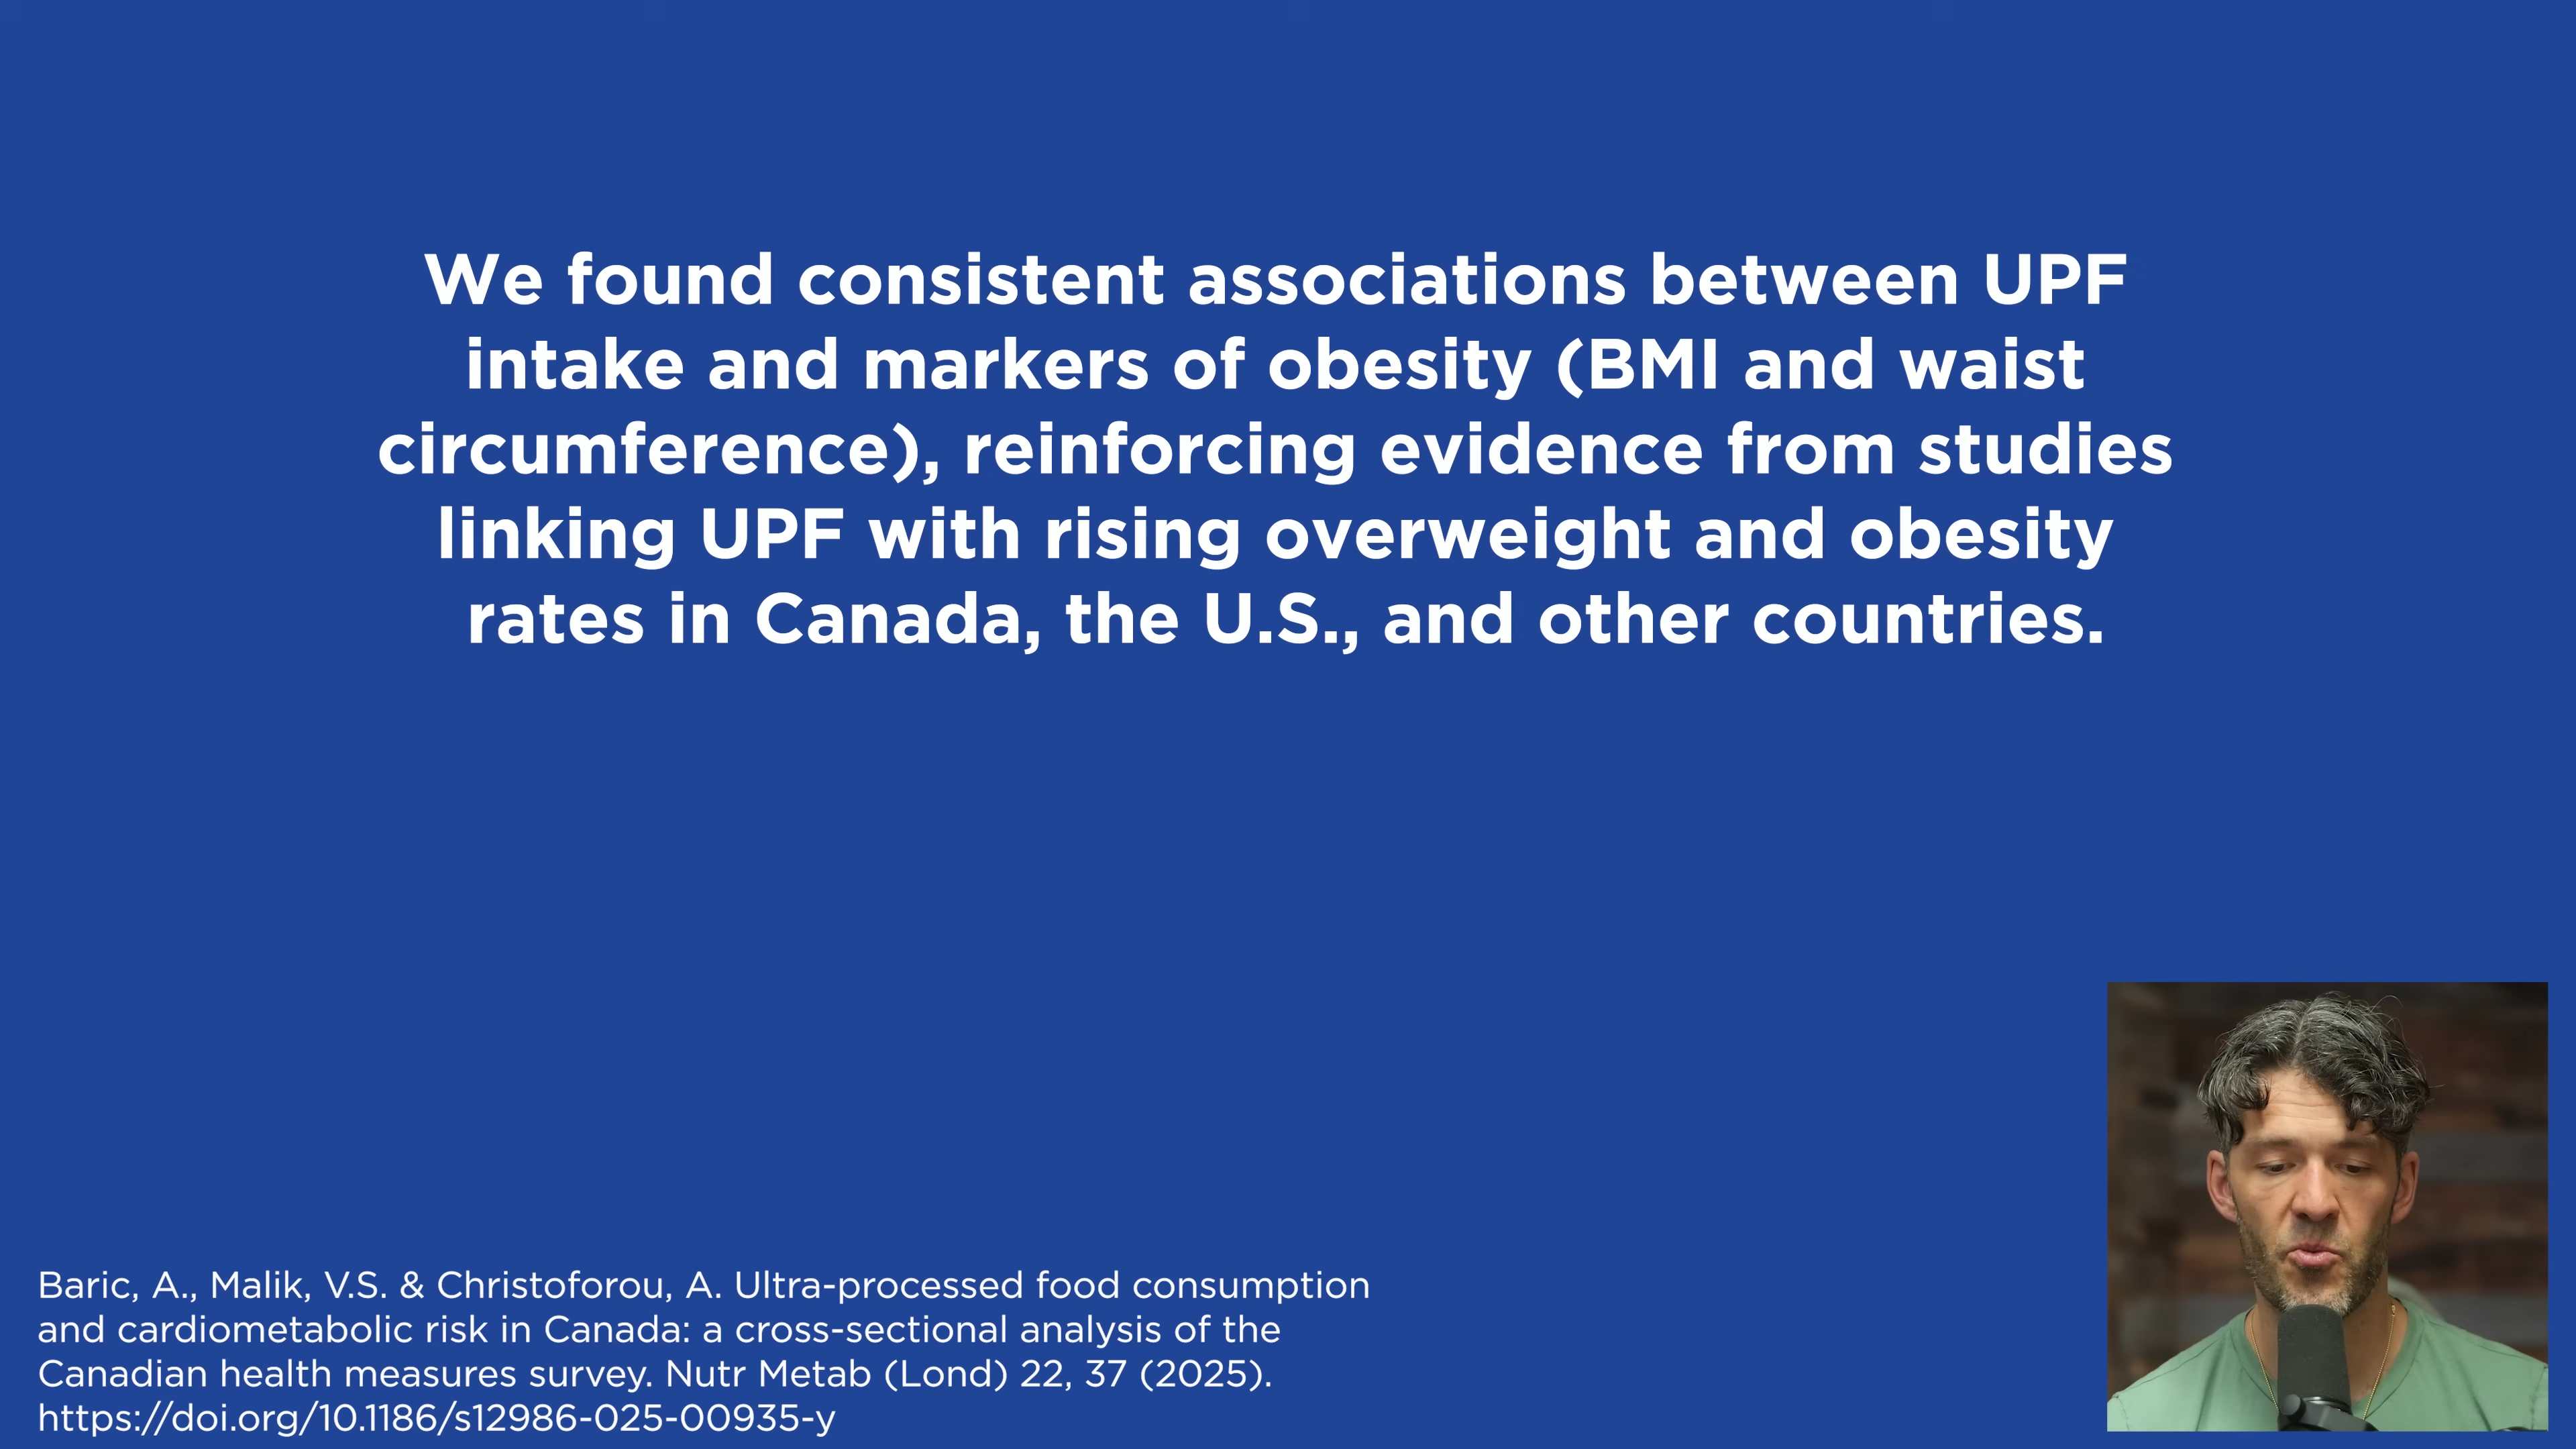 We found consistent associations between UPF
intake and markers of obesity (BMI and waist
circumference), reinforcing evidence from studies
linking UPF with rising overweight and obesity
rates in Canada, the U.S., and other countries.
Baric, A., Malik, V.S. & Christoforou, A. Ultra-processed food consumption
and cardiometabolic risk in Canada: a cross-sectional analysis of the
Canadian health measures survey. Nutr Metab (Lond) 22, 37 (2025).
https://doi.org/10.1186/s12986-025-00935-y